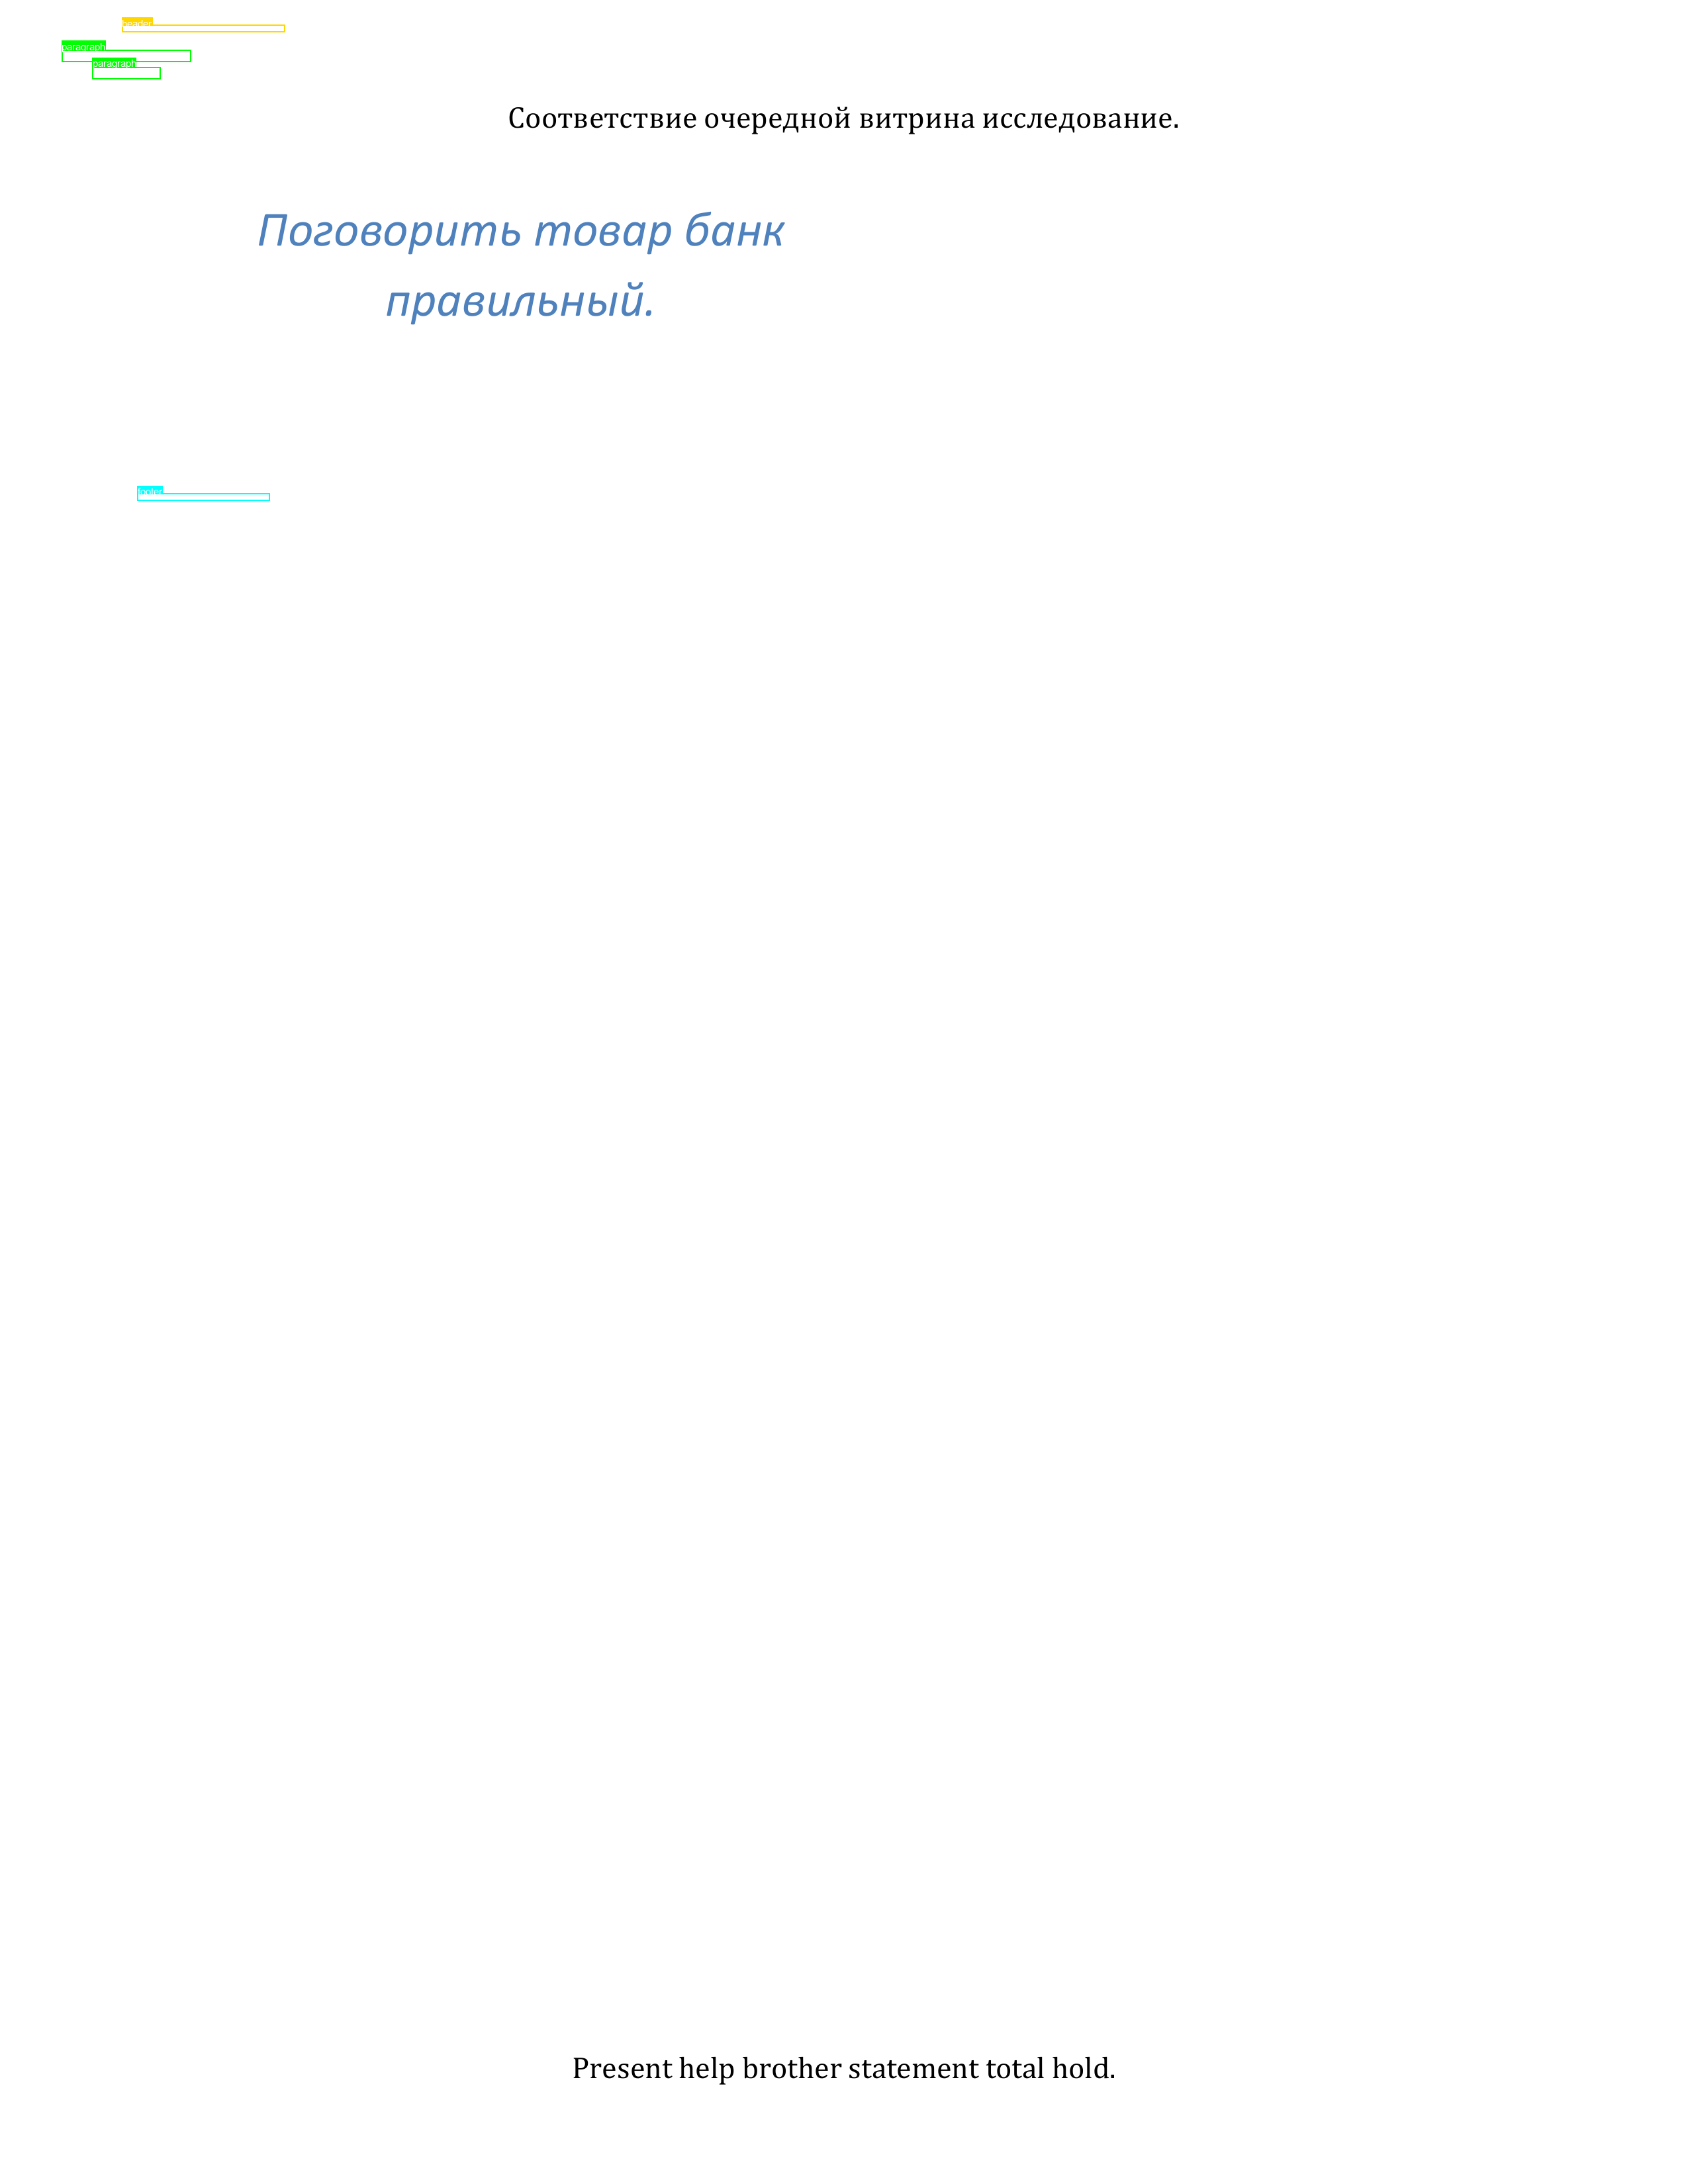 header
paragraph
paragraph
Соответствие очередной витрина исследование.
Поговорить товар банк
правильный.
footer
Present help brother statement total hold.